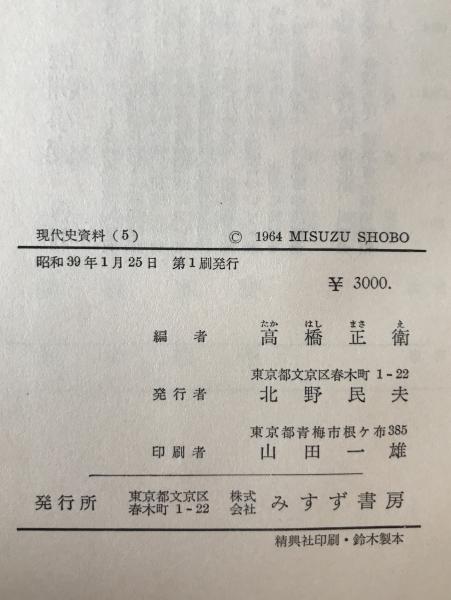 現代史資料(5) © 1964 MISUZU SHOBO
昭和39年1月25日 第1刷発行
¥ 3000.
たか はし まさ え
編者 高橋正衛
東京都文京区春木町 1-22
発行者 北野民夫
東京都青梅市根ケ布385
印刷者 山田一雄
発行所 東京都文京区春木町 1-22 株式会社 みすず書房
精興社印刷・鈴木製本